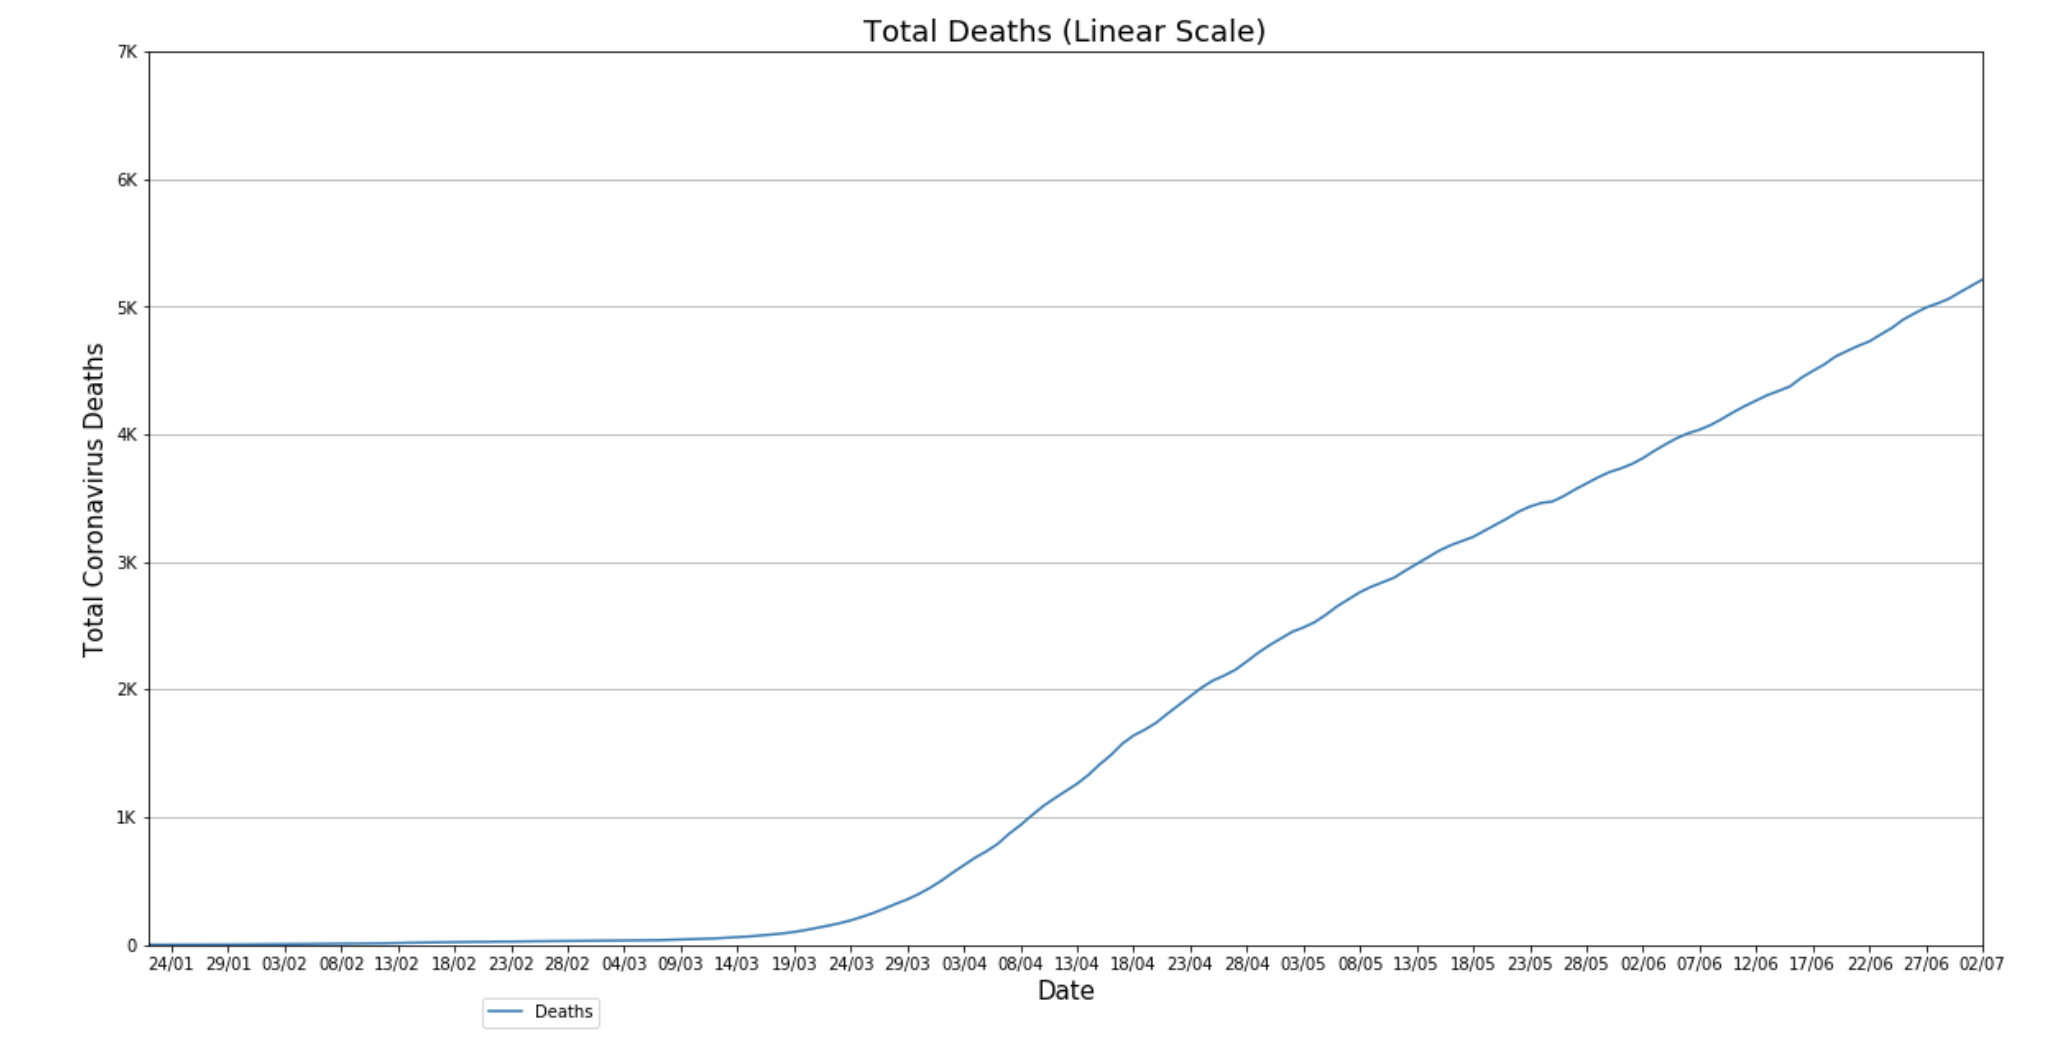 Total Deaths (Linear Scale)
7K
6K
5K
4K
3K
2K
1K
0
Total Coronavirus Deaths
24/01 29/01 03/02 08/02 13/02 18/02 23/02 28/02 04/03 09/03 14/03 19/03 24/03 29/03 03/04 08/04 13/04 18/04 23/04 28/04 03/05 08/05 13/05 18/05 23/05 28/05 02/06 07/06 12/06 17/06 22/06 27/06 02/07
Date
Deaths